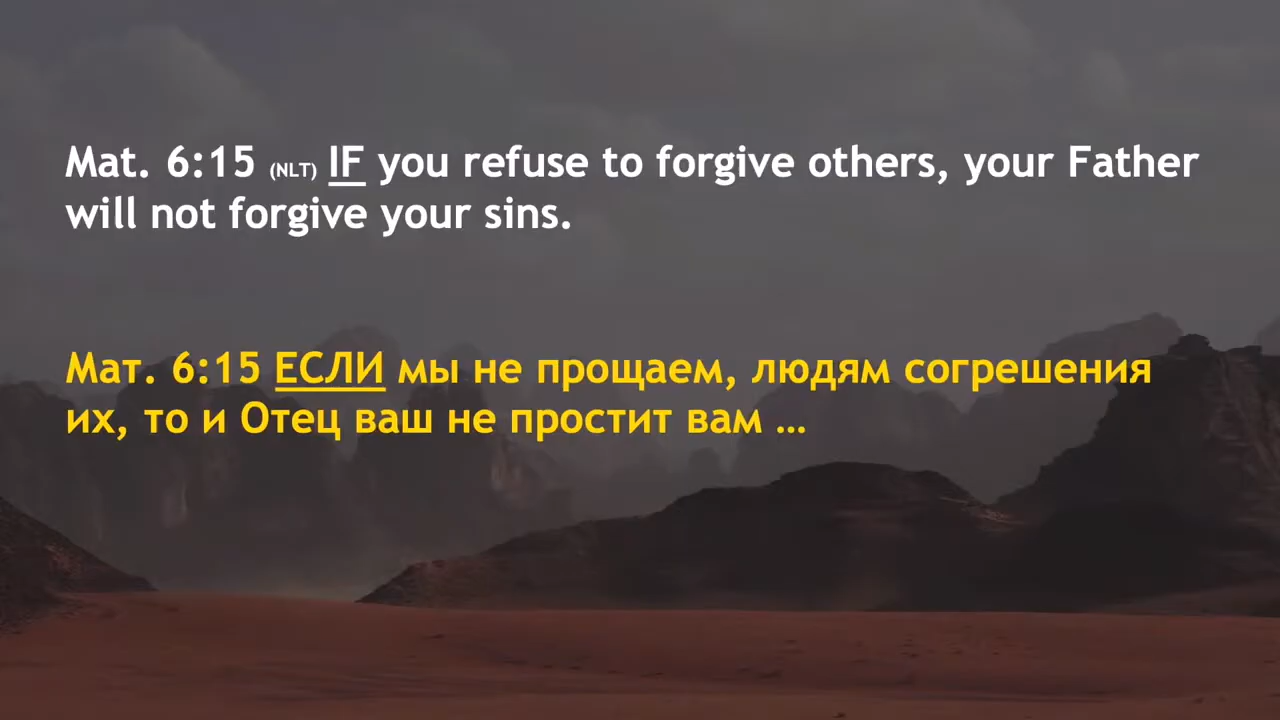 Mat. 6:15 (NLT) IF you refuse to forgive others, your Father
will not forgive your sins.
Мат. 6:15 ЕСЛИ мы не прощаем, людям согрешения
их, то и Отец ваш не простит вам ...